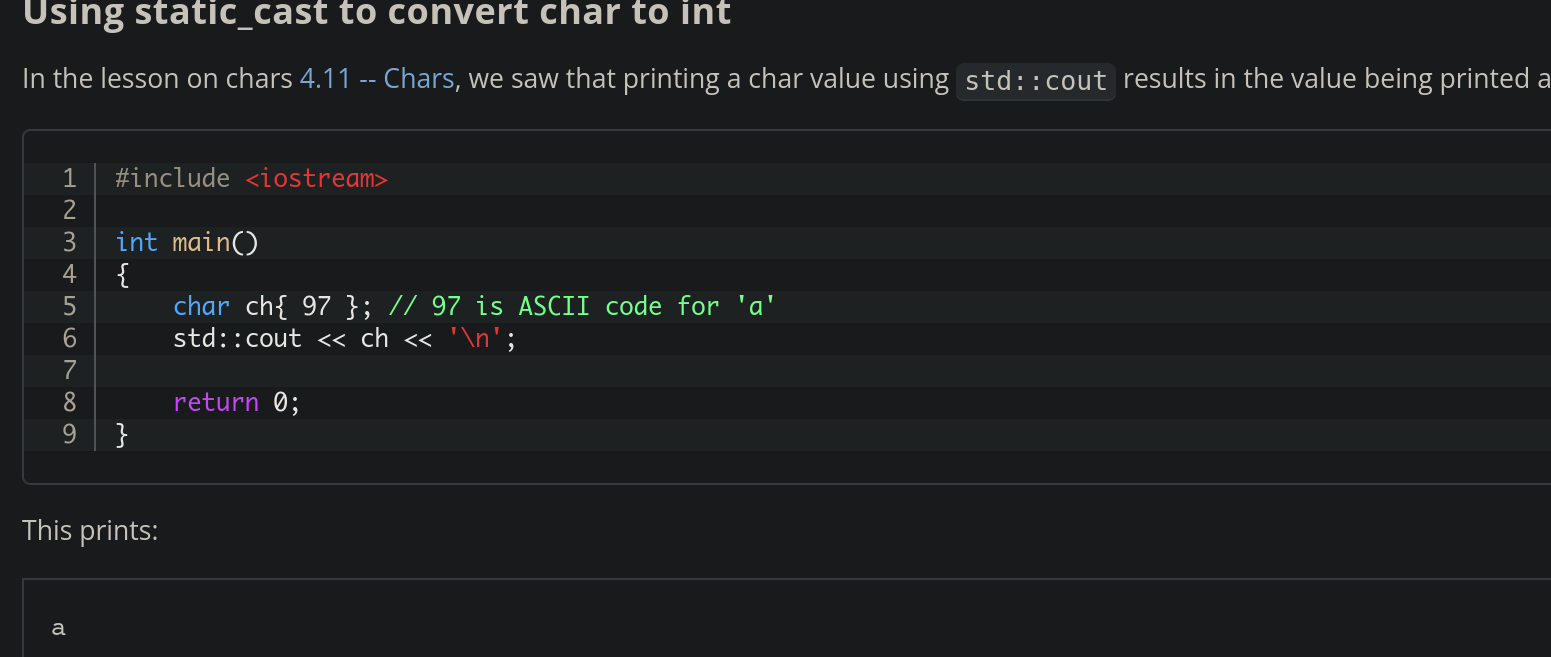 Using static_cast to convert char to int
In the lesson on chars 4.11 -- Chars, we saw that printing a char value using std::cout results in the value being printed a
1 #include <iostream>
2
3 int main()
4 {
5     char ch{ 97 }; // 97 is ASCII code for 'a'
6     std::cout << ch << '\n';
7
8     return 0;
9 }
This prints:
a